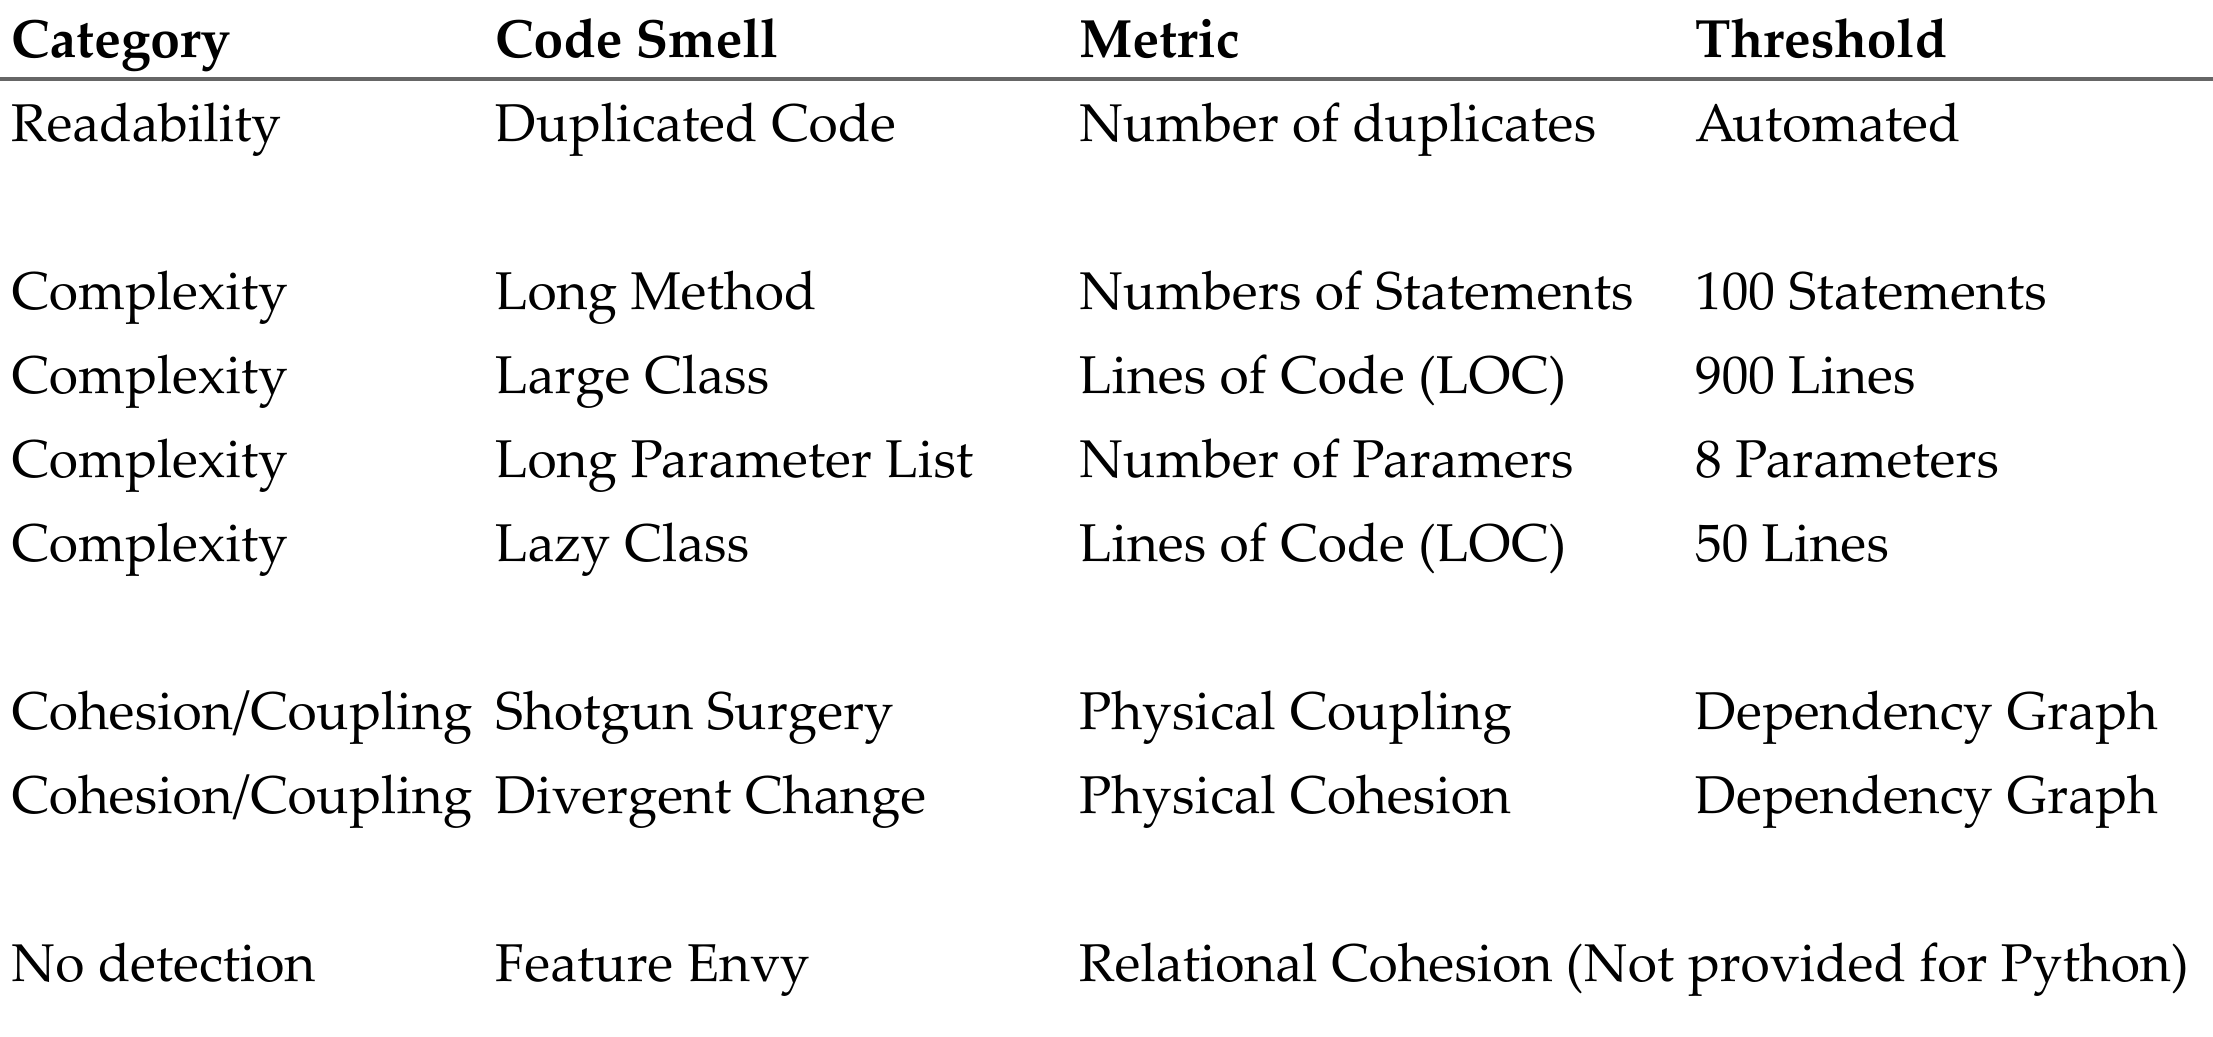 Category Code Smell Metric Threshold
Readability Duplicated Code Number of duplicates Automated
Complexity Long Method Numbers of Statements 100 Statements
Complexity Large Class Lines of Code (LOC) 900 Lines
Complexity Long Parameter List Number of Paramers 8 Parameters
Complexity Lazy Class Lines of Code (LOC) 50 Lines
Cohesion/Coupling Shotgun Surgery Physical Coupling Dependency Graph
Cohesion/Coupling Divergent Change Physical Cohesion Dependency Graph
No detection Feature Envy Relational Cohesion (Not provided for Python)